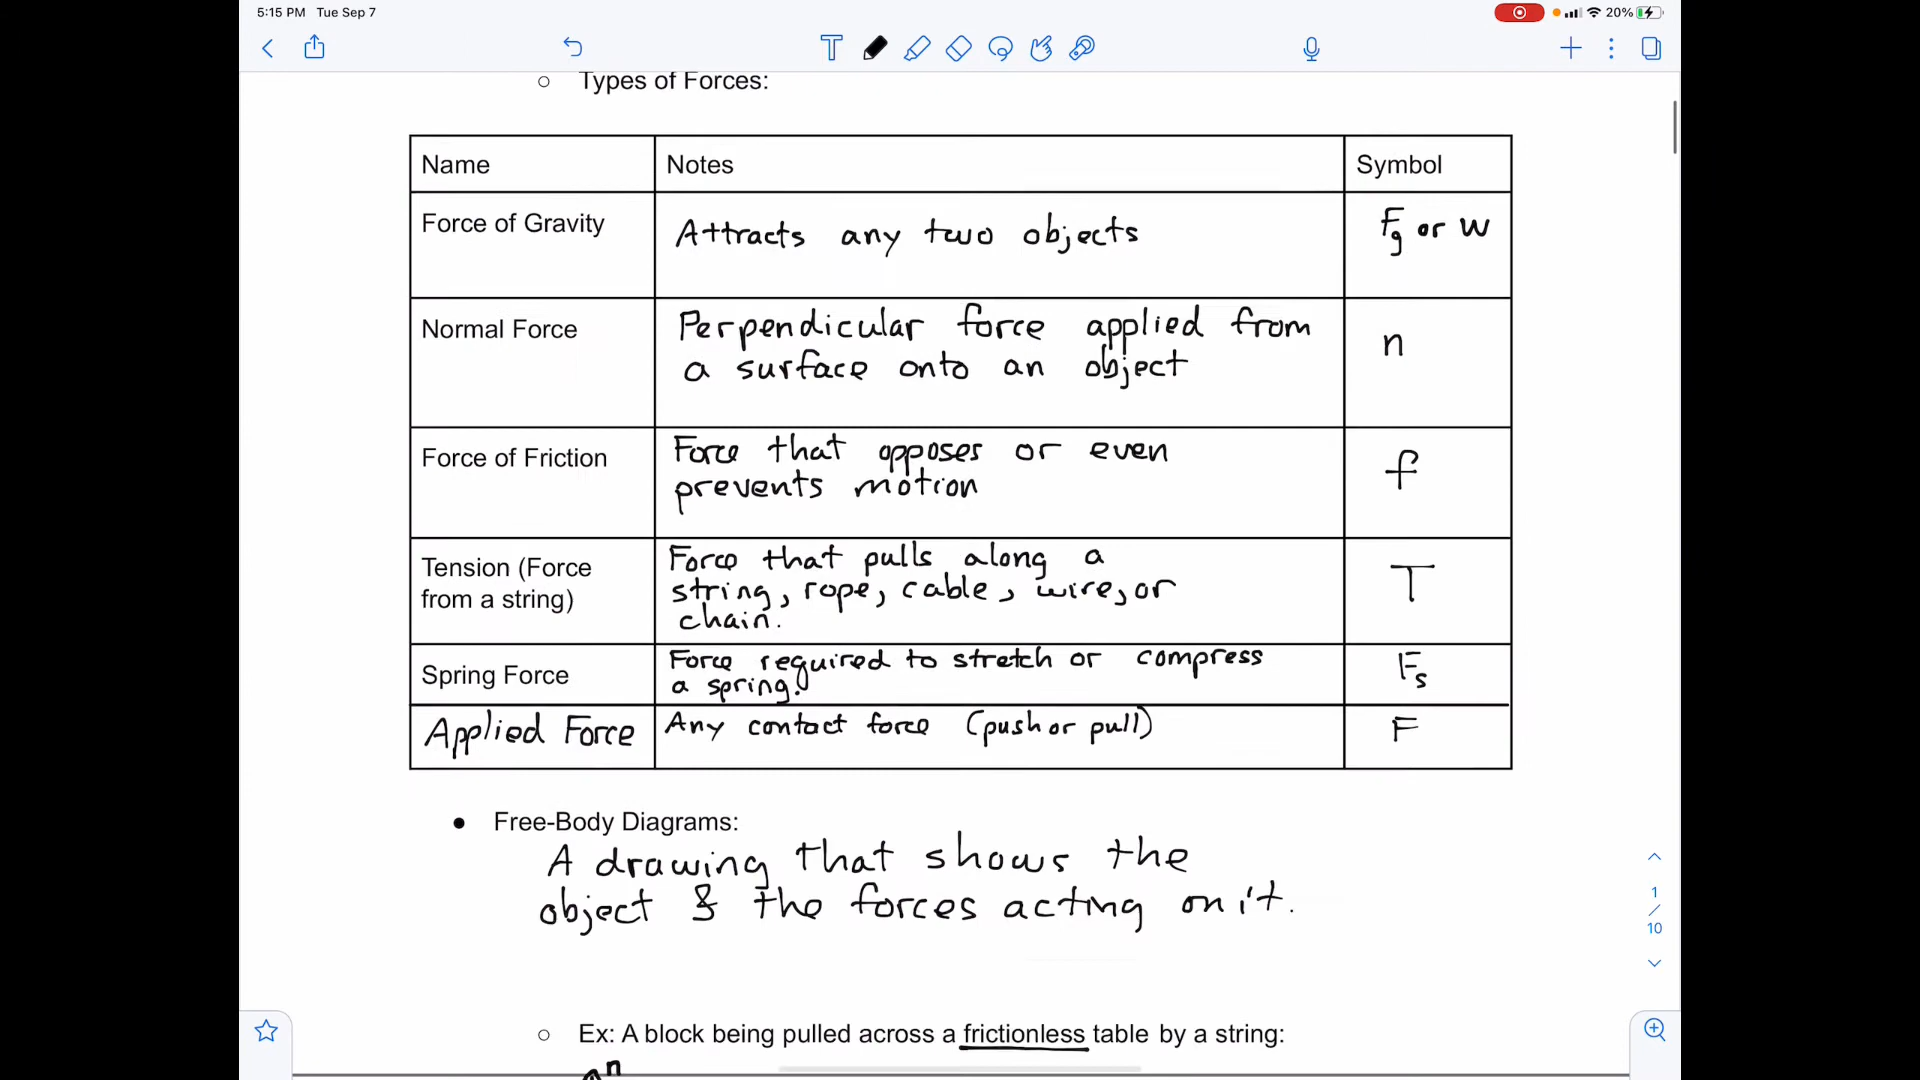 5:15 PM Tue Sep 7
20%
Types of Forces:
Name Notes Symbol
Force of Gravity Attracts any two objects Fg or W
Normal Force Perpendicular force applied from
a surface onto an object n
Force of Friction Force that opposes or even
prevents motion f
Tension (Force
from a string) Force that pulls along a
string, rope, cable, wire, or
chain. T
Spring Force Force required to stretch or compress
a spring. Fs
Applied Force Any contact force (push or pull) F
Free-Body Diagrams:
A drawing that shows the
object & the forces acting on it.
1
/
10
Ex: A block being pulled across a frictionless table by a string:
n